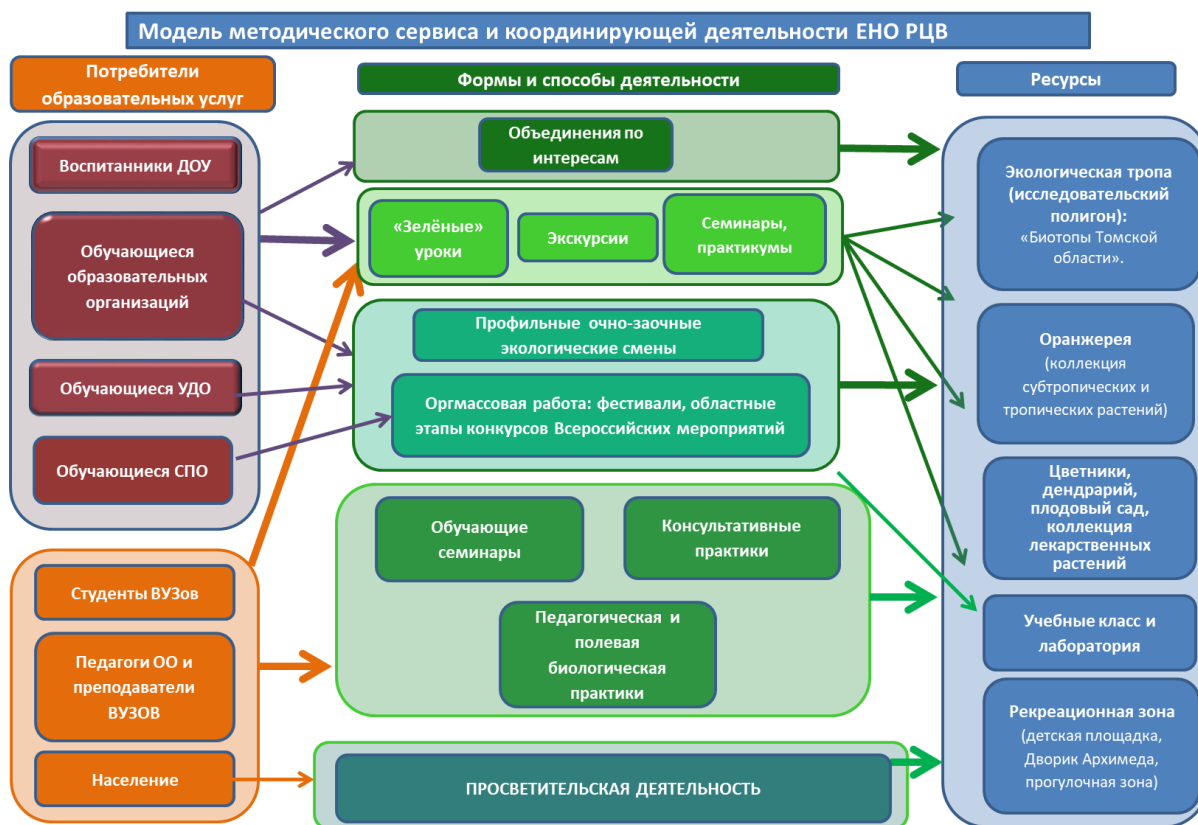 Модель методического сервиса и координирующей деятельности ЕНО РЦВ
Потребители
образовательных услуг
Воспитанники ДОУ
Обучающиеся
образовательных
организаций
Обучающиеся УДО
Обучающиеся СПО
Студенты ВУЗов
Педагоги ОО и
преподаватели
ВУЗОВ
Население
Формы и способы деятельности
Объединения по
интересам
«Зелёные»
уроки
Экскурсии
Семинары,
практикумы
Профильные очно-заочные
экологические смены
Оргмассовая работа: фестивали, областные
этапы конкурсов Всероссийских мероприятий
Обучающие
семинары
Консультативные
практики
Педагогическая и
полевая
биологическая
практики
ПРОСВЕТИТЕЛЬСКАЯ ДЕЯТЕЛЬНОСТЬ
Ресурсы
Экологическая тропа
(исследовательский
полигон):
«Биотопы Томской
области».
Оранжерея
(коллекция
субтропических и
тропических растений)
Цветники,
дендрарий,
плодовый сад,
коллекция
лекарственных
растений
Учебные класс и
лаборатория
Рекреационная зона
(детская площадка,
Дворик Архимеда,
прогулочная зона)